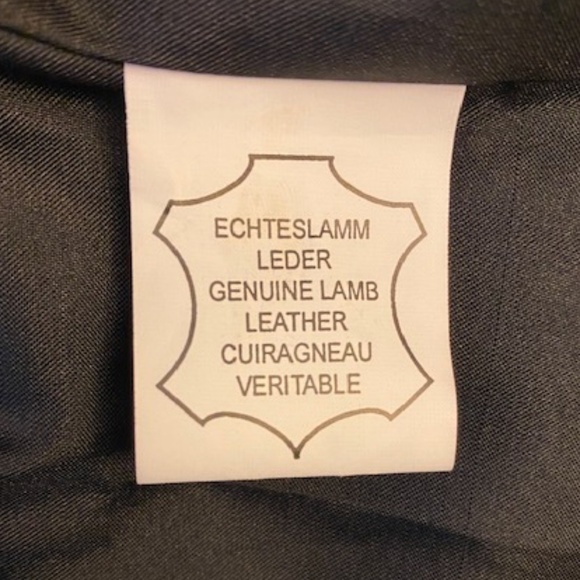 ECHTESLAMM
LEDER
GENUINE LAMB
LEATHER
CUIRAGNEAU
VERITABLE